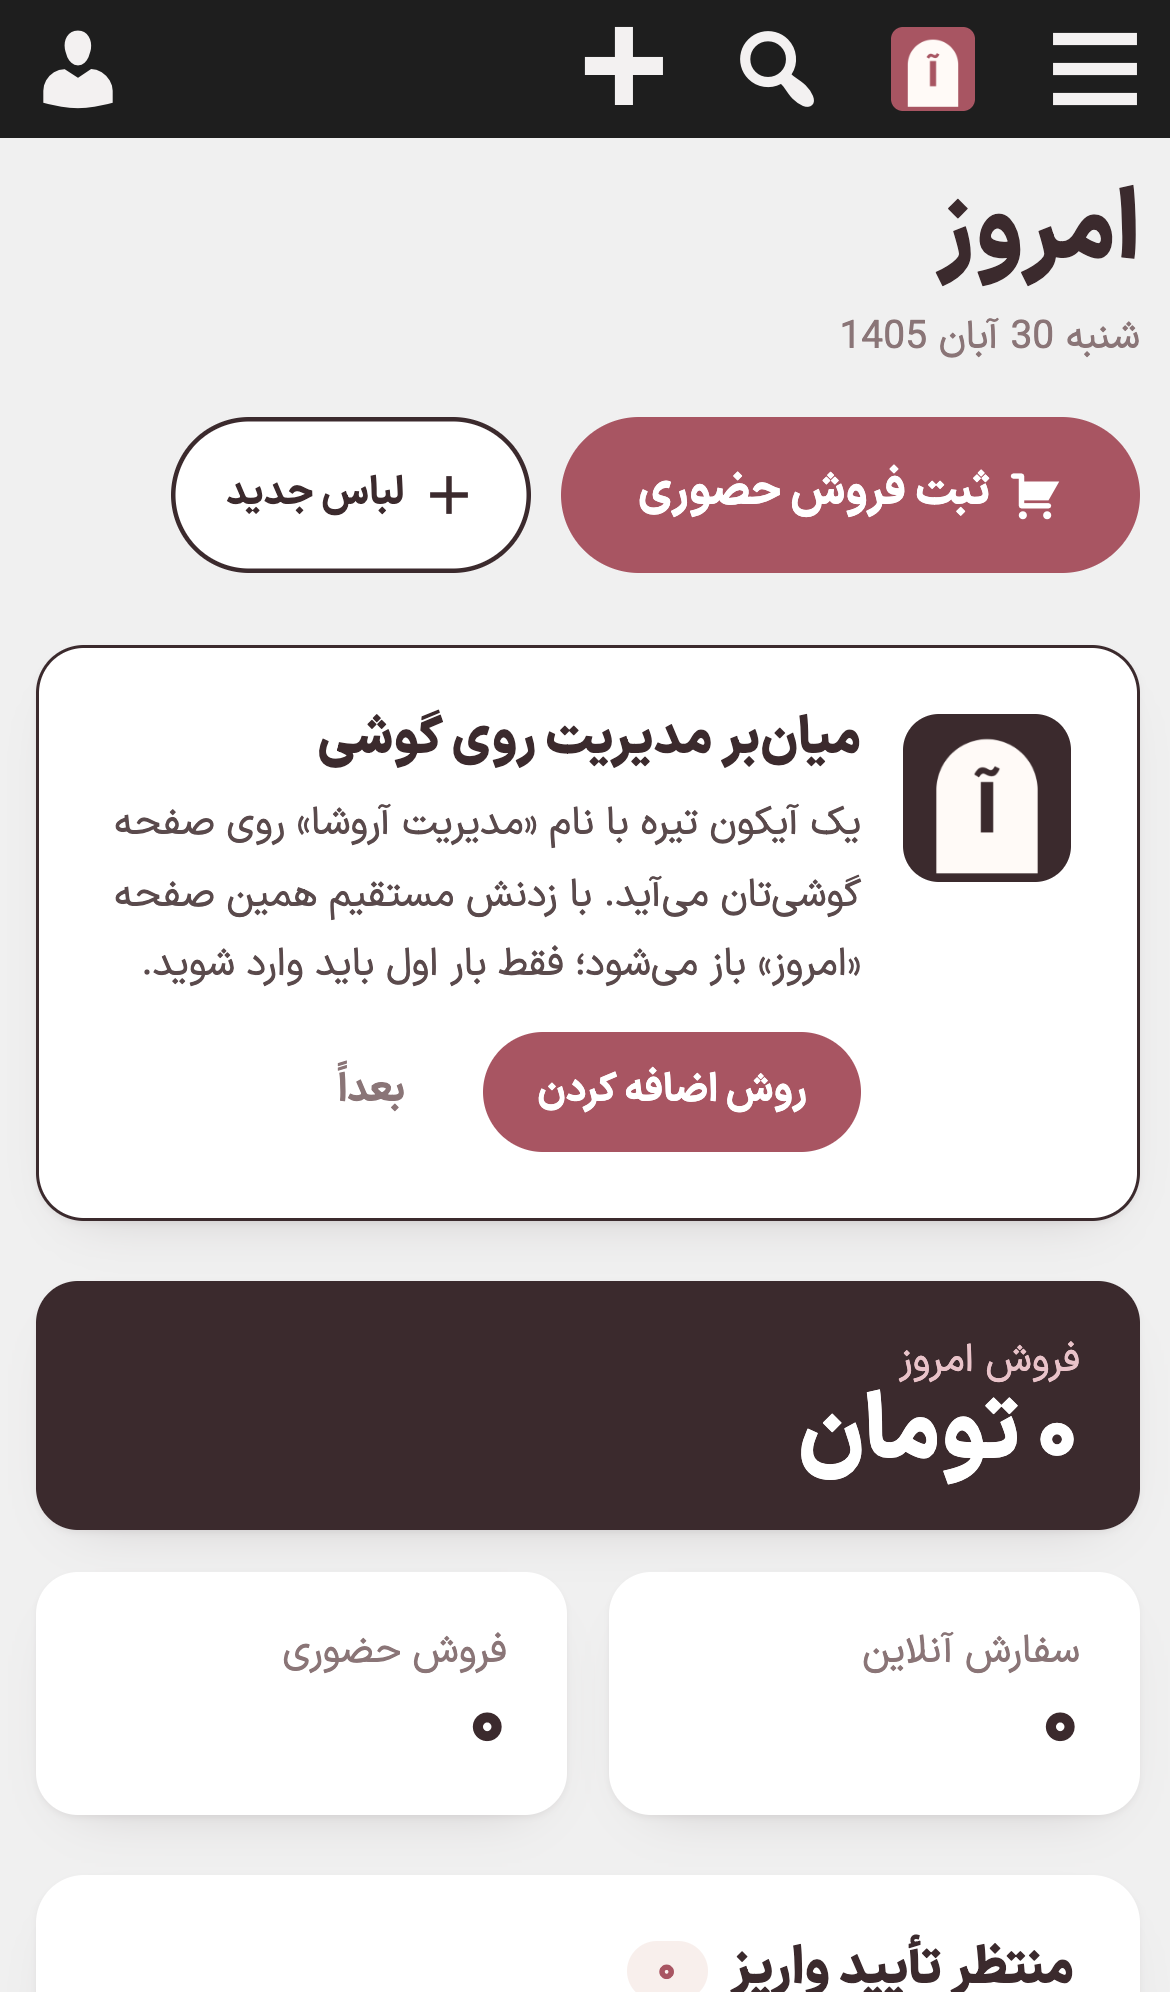 آ
امروز
شنبه 30 آبان 1405
ثبت فروش حضوری
لباس جدید
آ
میان‌بر مدیریت روی گوشی
یک آیکون تیره با نام «مدیریت آروشا» روی صفحه
گوشی‌تان می‌آید. با زدنش مستقیم همین صفحه
«امروز» باز می‌شود؛ فقط بار اول باید وارد شوید.
روش اضافه کردن
بعداً
فروش امروز
۰ تومان
سفارش آنلاین
۰
فروش حضوری
۰
منتظر تأیید واریز
۰